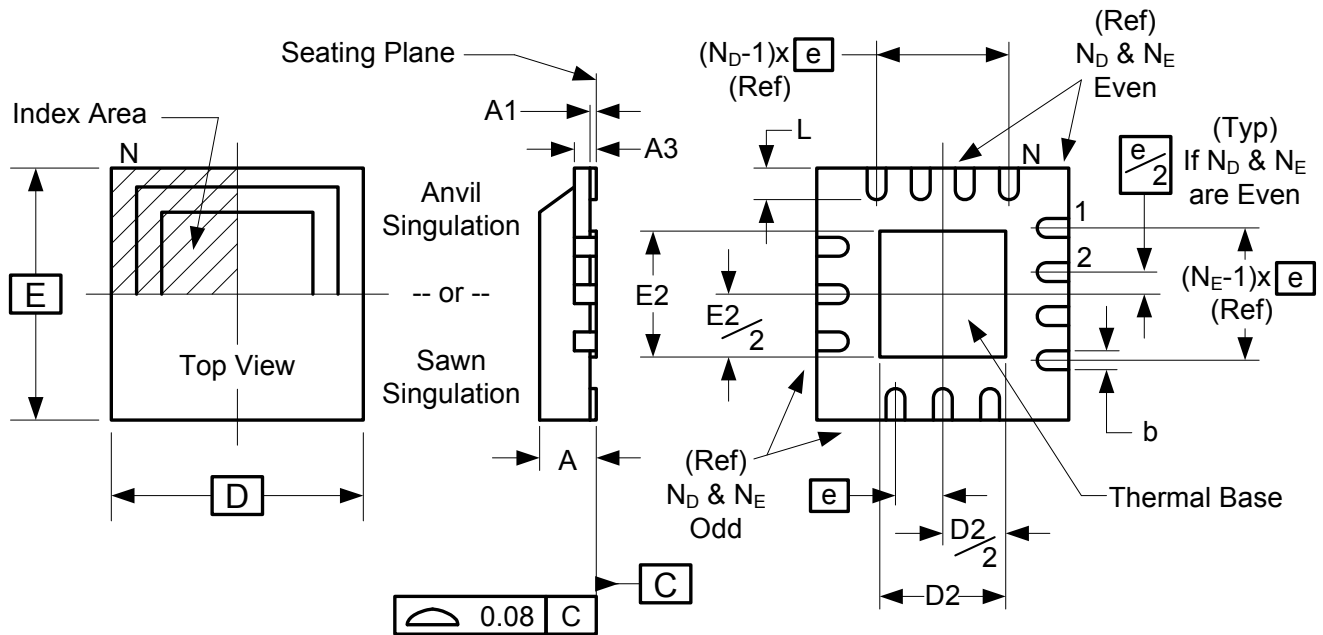 Seating Plane
Index Area
N
E
Top View
D
A1
A3
Anvil
Singulation
-- or --
Sawn
Singulation
A
C
0.08 C
(N_D-1)x e
(Ref)
L
(Ref)
N_D & N_E
Even
N
e/2
(Typ)
If N_D & N_E
are Even
1
2
(N_E-1)x e
(Ref)
E2
E2/2
b
(Ref)
N_D & N_E
Odd
e
Thermal Base
D2/2
D2